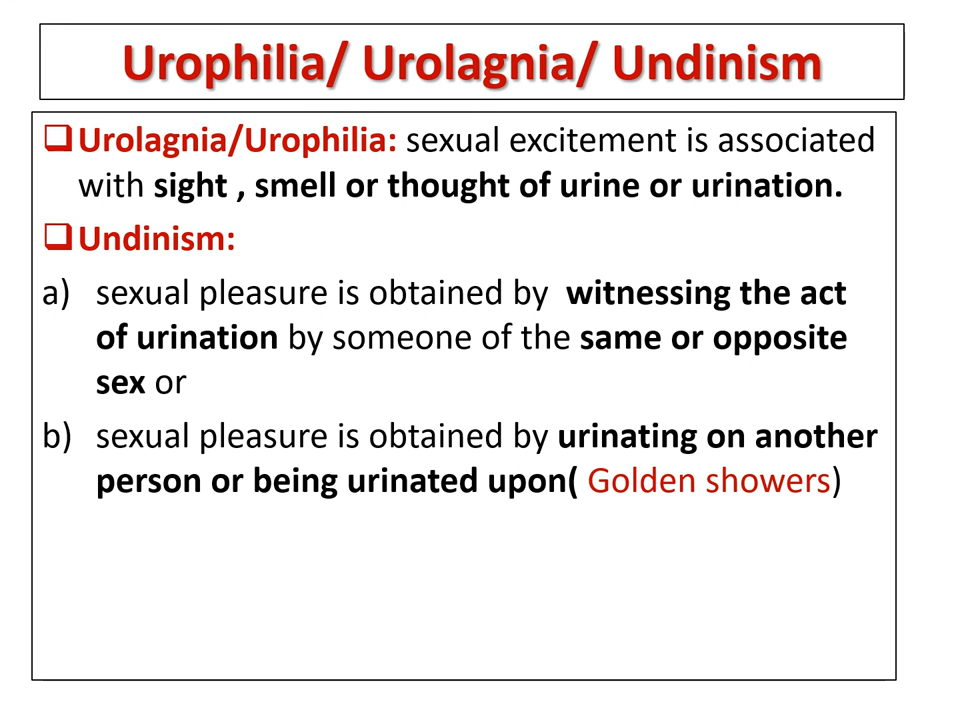 Urophilia/ Urolagnia/ Undinism
Urolagnia/Urophilia: sexual excitement is associated
with sight , smell or thought of urine or urination.
Undinism:
a) sexual pleasure is obtained by witnessing the act
of urination by someone of the same or opposite
sex or
b) sexual pleasure is obtained by urinating on another
person or being urinated upon( Golden showers)